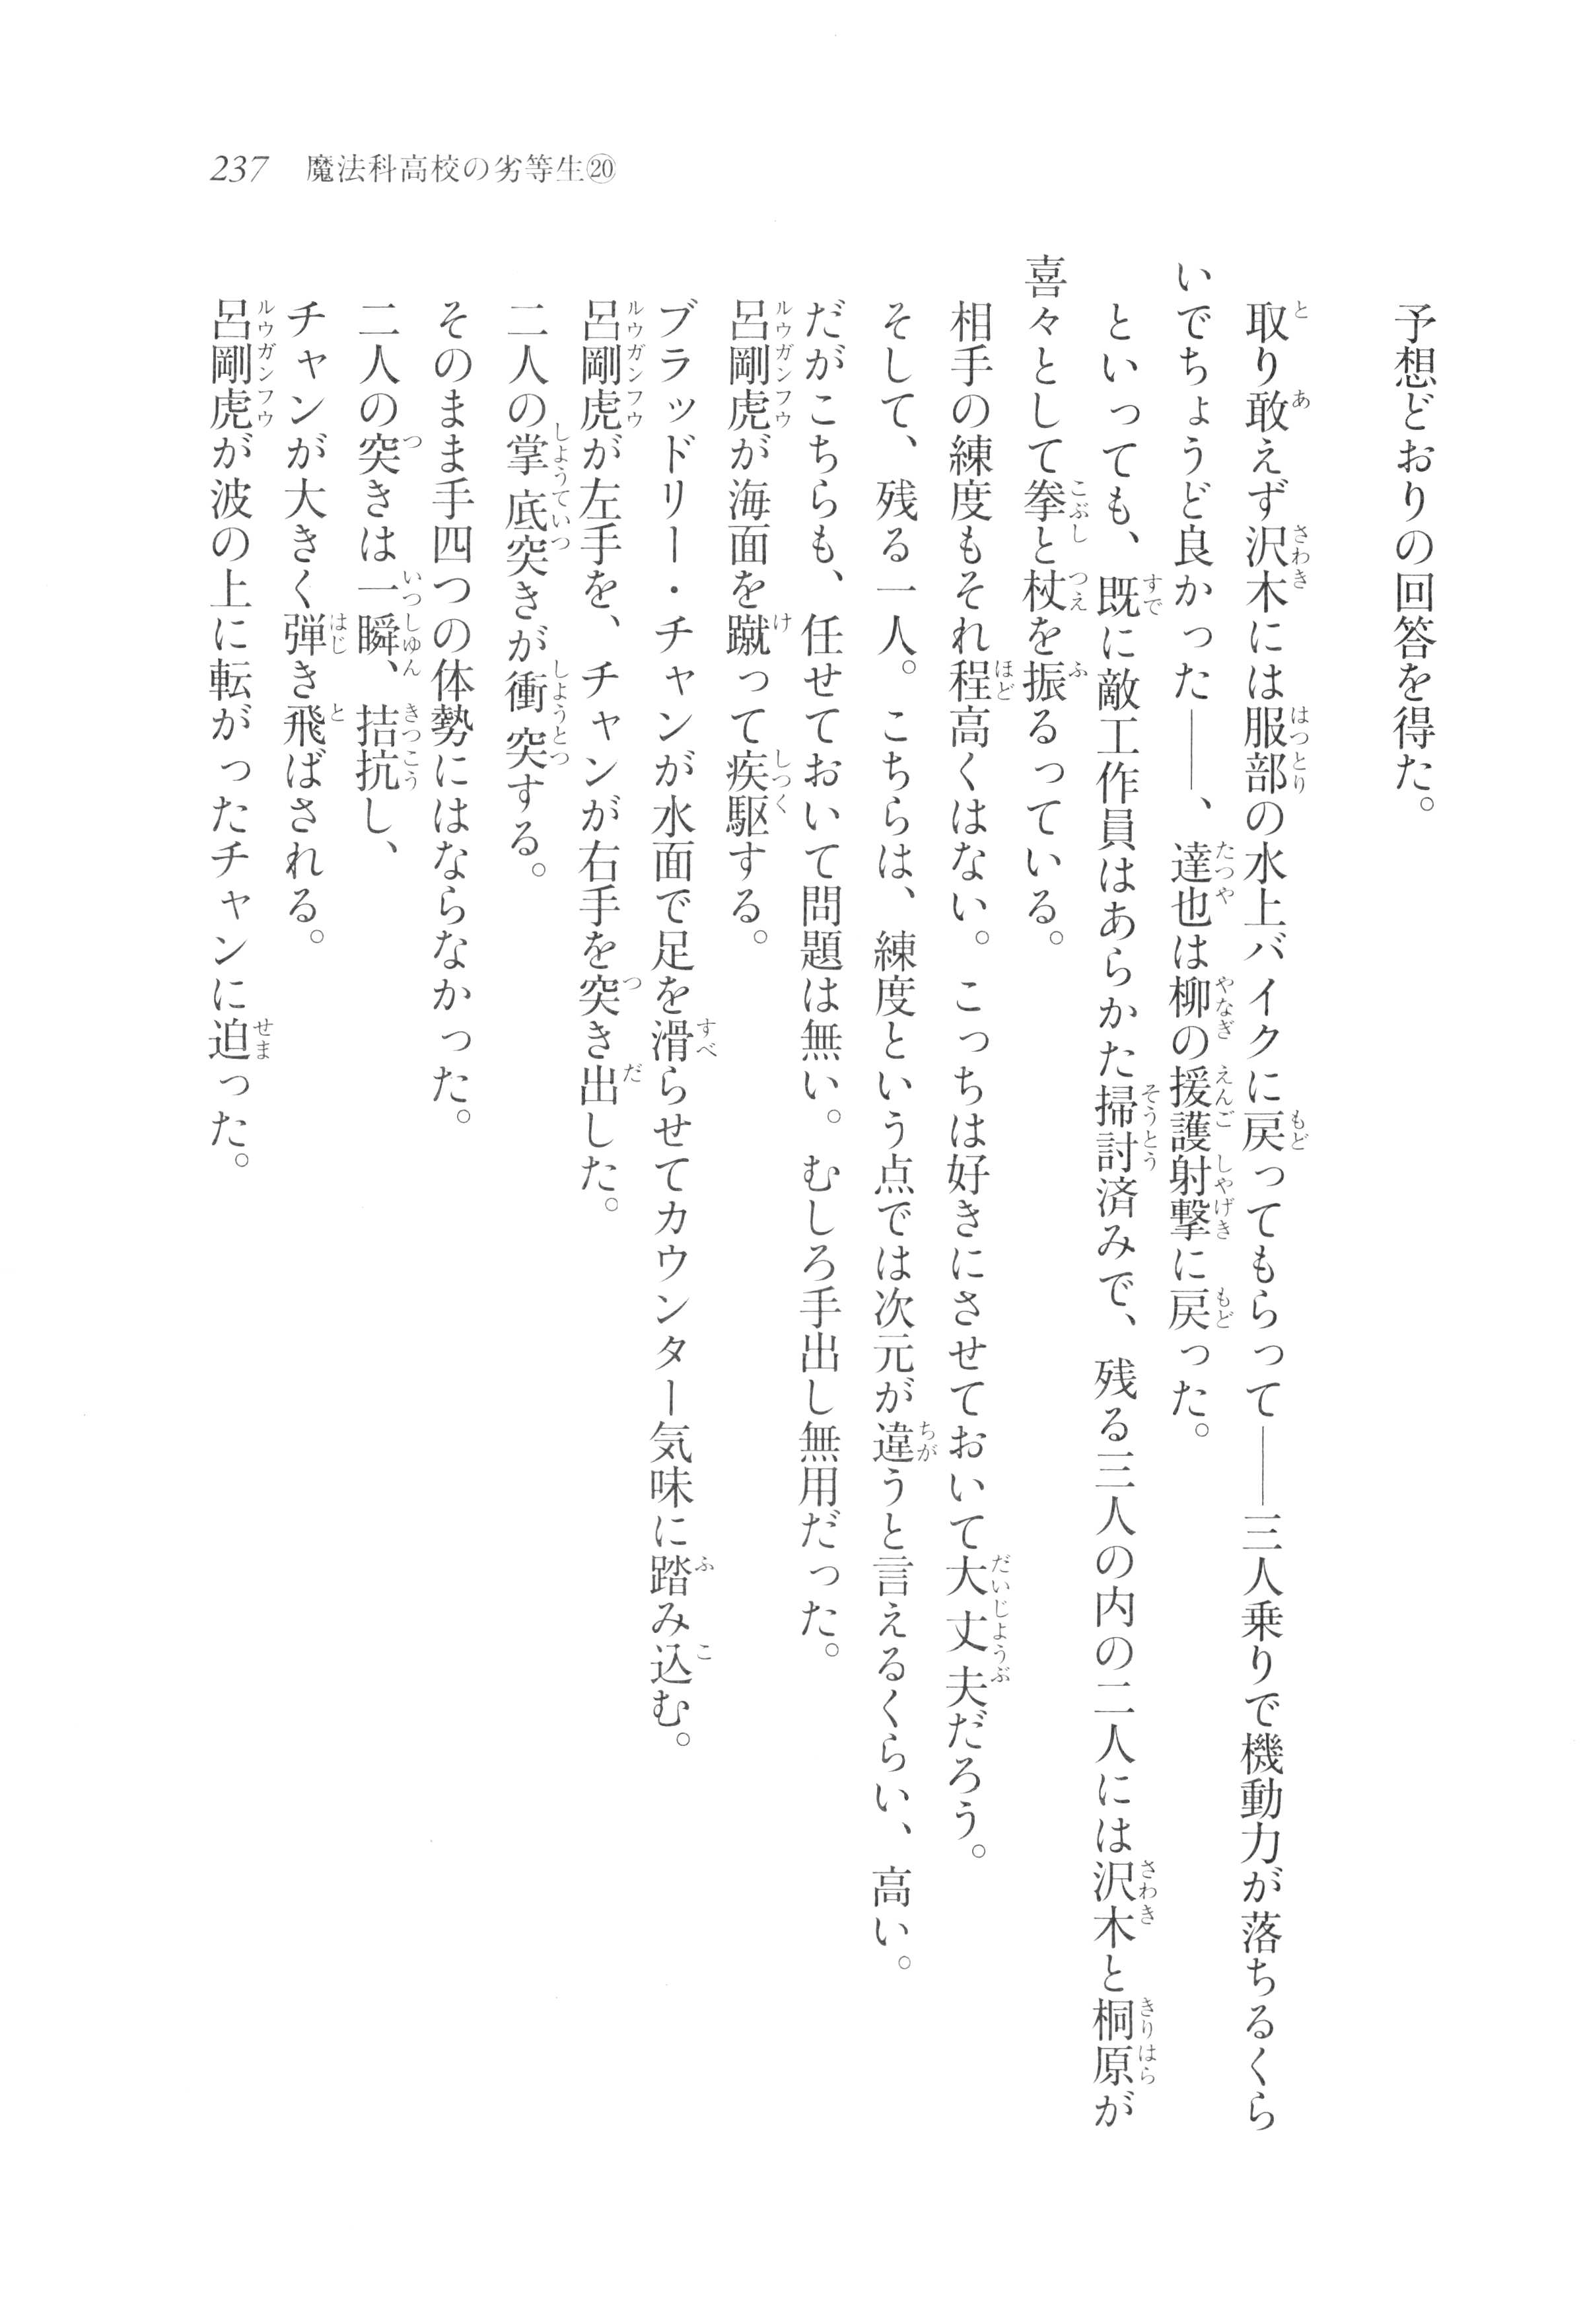 237 魔法科高校の劣等生⑳
予想どおりの回答を得た。
取り敢えず沢木には服部の水上バイクに戻ってもらって――三人乗りで機動力が落ちるくら
いでちょうど良かった――、達也は柳の援護射撃に戻った。
といっても、既に敵工作員はあらかた掃討済みで、残る三人の内の二人には沢木と桐原が
喜々として拳と杖を振るっている。
相手の練度もそれ程高くはない。こっちは好きにさせておいて大丈夫だろう。
そして、残る一人。こちらは、練度という点では次元が違うと言えるくらい、高い。
だがこちらも、任せておいて問題は無い。むしろ手出し無用だった。
呂剛虎が海面を蹴って疾駆する。
ブラッドリー・チャンが水面で足を滑らせてカウンター気味に踏み込む。
呂剛虎が左手を、チャンが右手を突き出した。
二人の掌底突きが衝突する。
そのまま手四つの体勢にはならなかった。
二人の突きは一瞬、拮抗し、
チャンが大きく弾き飛ばされる。
呂剛虎が波の上に転がったチャンに迫った。